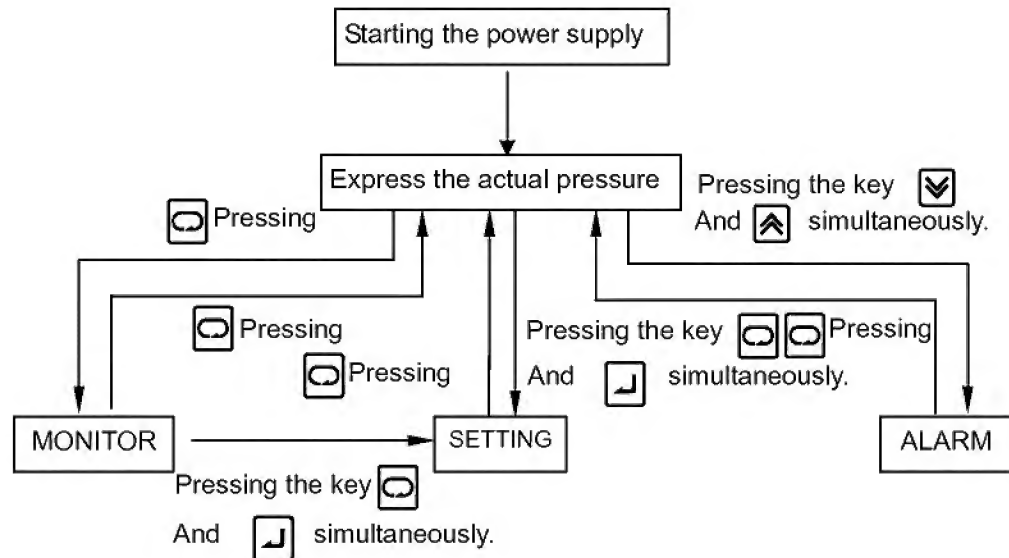 Starting the power supply
Express the actual pressure
Pressing the key
And simultaneously.
Pressing
Pressing
Pressing
Pressing the key Pressing
And simultaneously.
MONITOR
SETTING
ALARM
Pressing the key
And simultaneously.